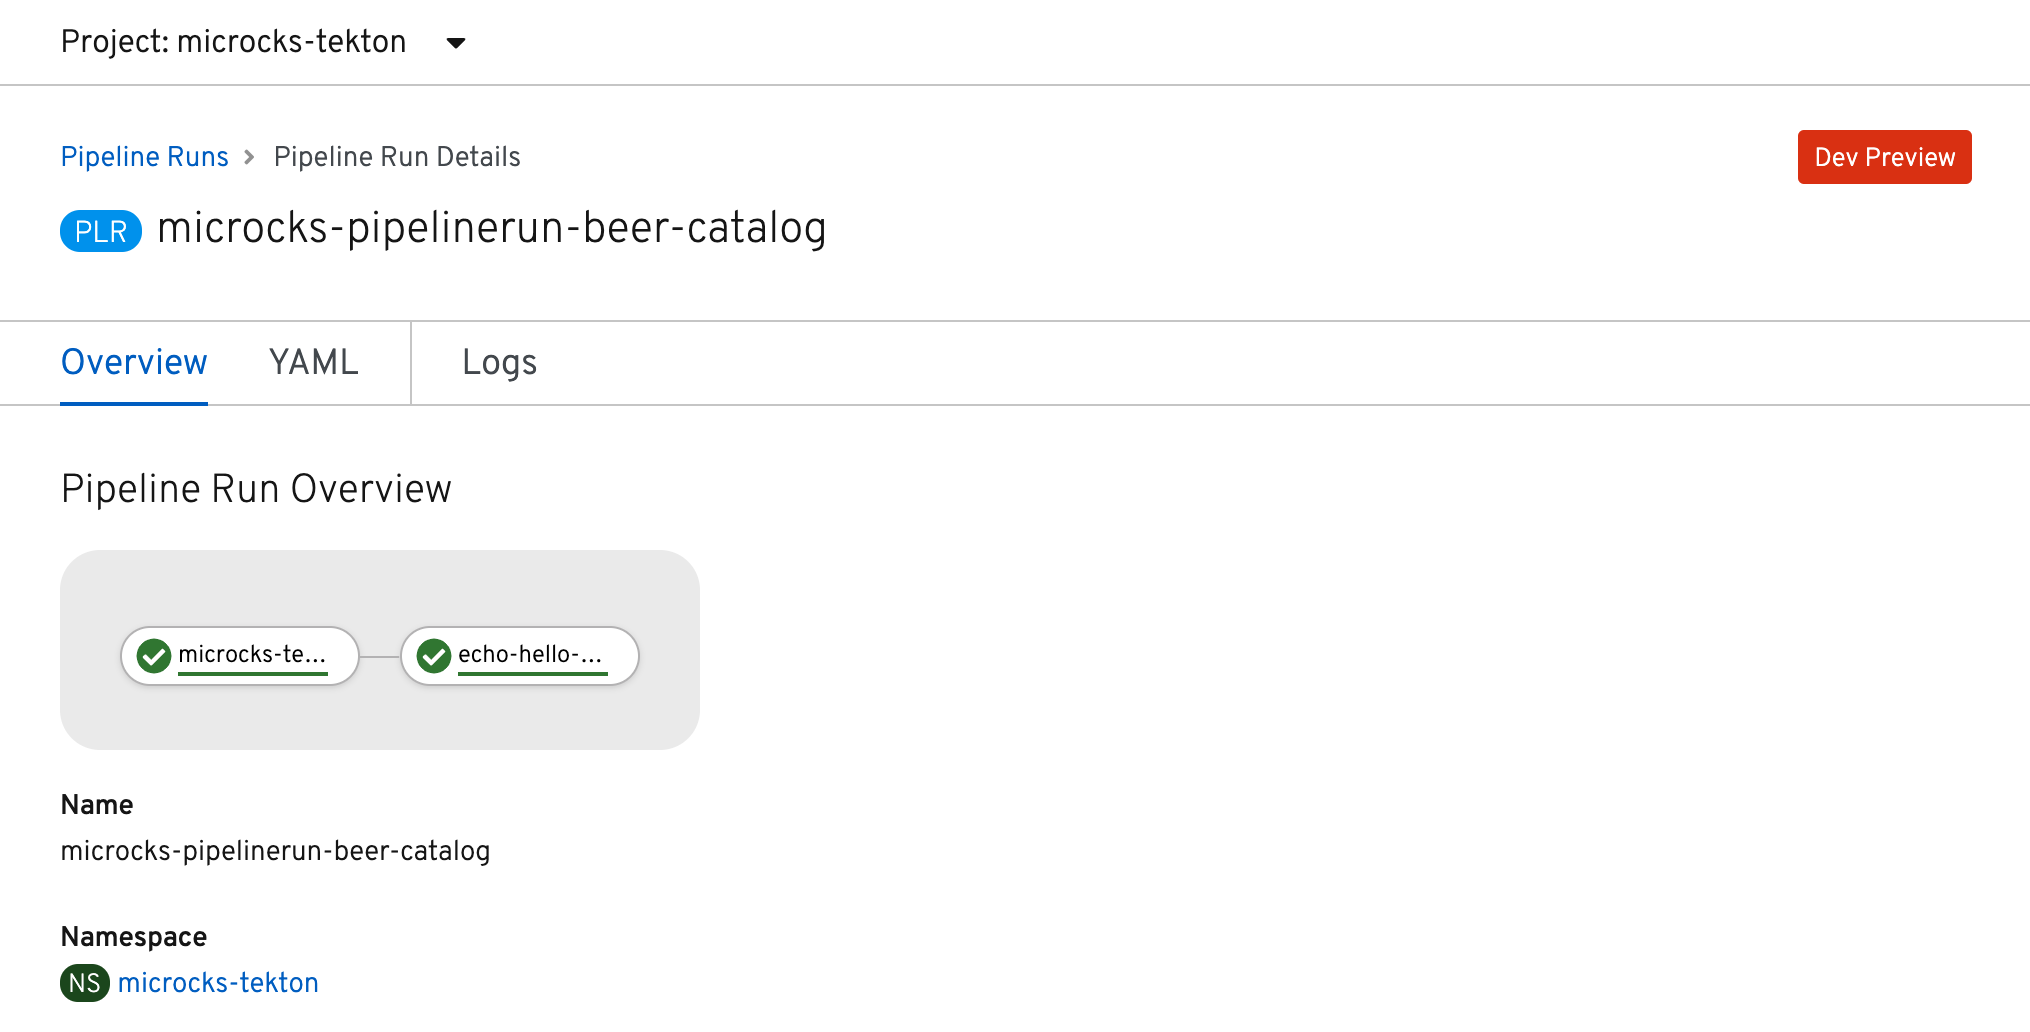 Project: microcks-tekton
Pipeline Runs > Pipeline Run Details
Dev Preview
PLR microcks-pipelinerun-beer-catalog
Overview YAML Logs
Pipeline Run Overview
microcks-te... echo-hello-...
Name
microcks-pipelinerun-beer-catalog
Namespace
NS microcks-tekton